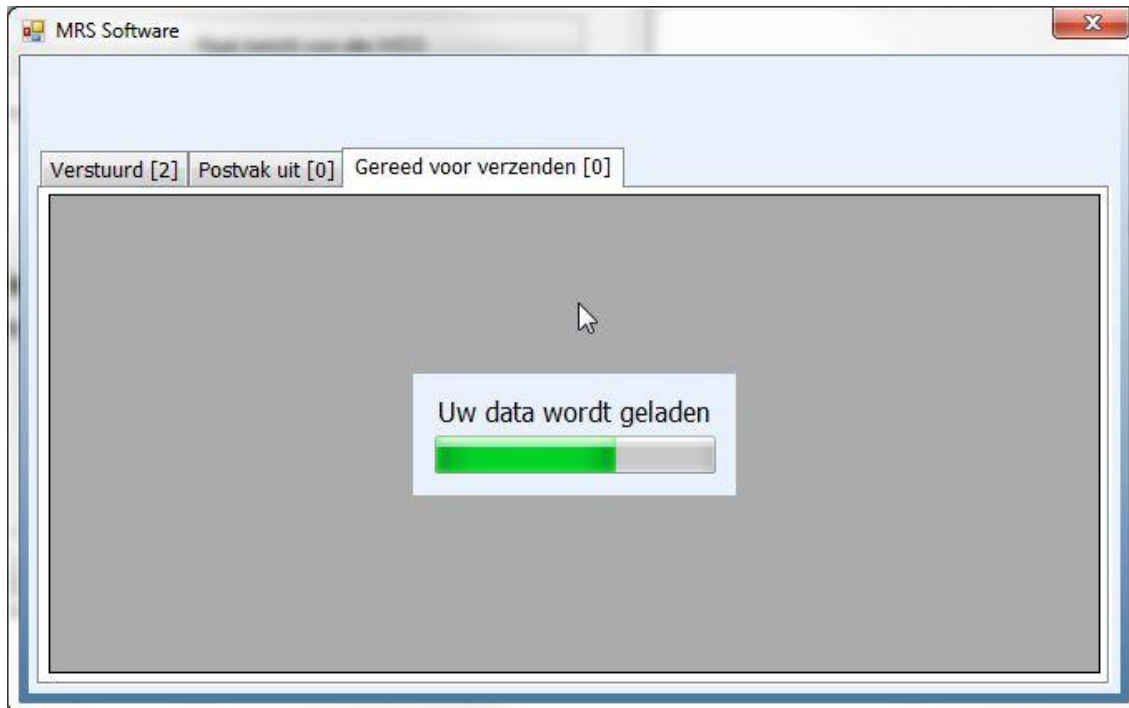 MRS Software
Verstuurd [2] Postvak uit [0] Gereed voor verzenden [0]
Uw data wordt geladen